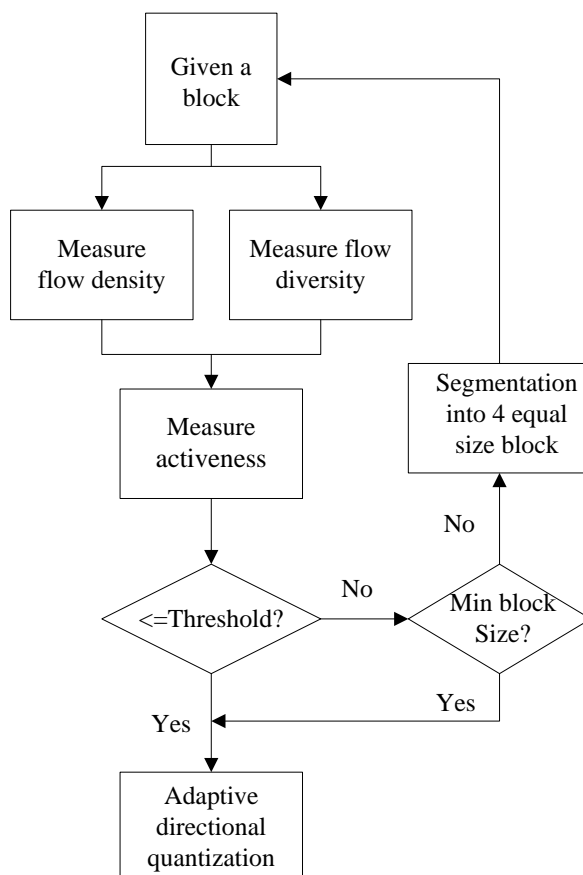 Given a
block
Measure
flow density
Measure flow
diversity
Measure
activeness
Segmentation
into 4 equal
size block
No
<=Threshold?
No
Min block
Size?
Yes
Yes
Adaptive
directional
quantization